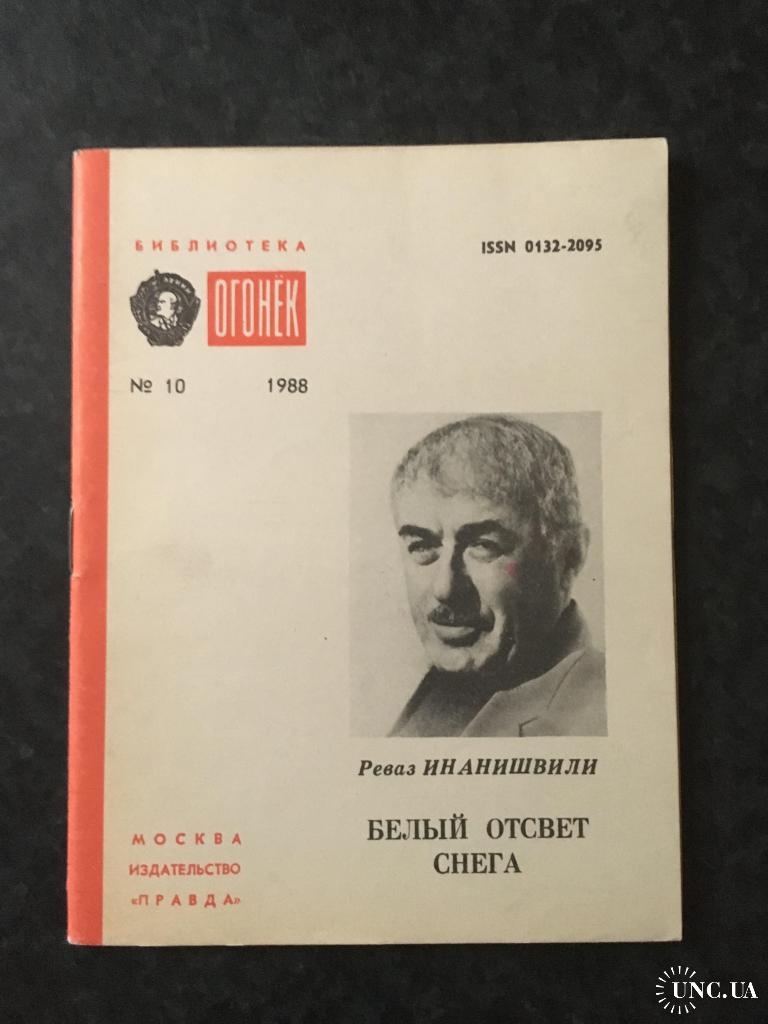 БИБЛИОТЕКА
ОГОНЁК
№ 10 1988
ISSN 0132-2095
Реваз ИНАНИШВИЛИ
БЕЛЫЙ ОТСВЕТ
СНЕГА
МОСКВА
ИЗДАТЕЛЬСТВО
«ПРАВДА»
UNC.UA